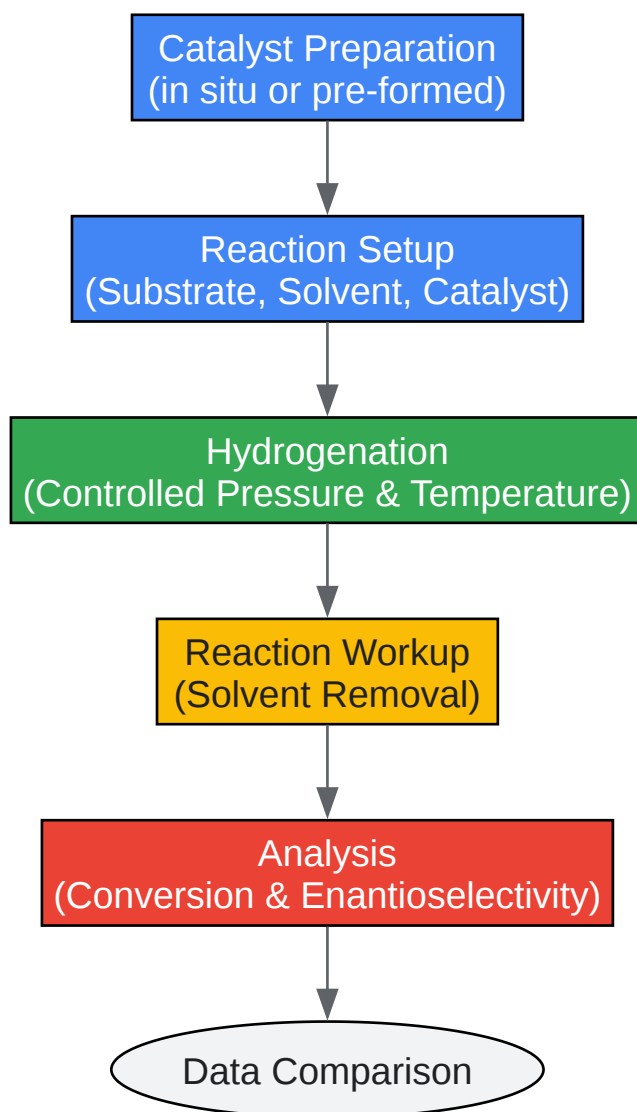 Catalyst Preparation
(in situ or pre-formed)
Reaction Setup
(Substrate, Solvent, Catalyst)
Hydrogenation
(Controlled Pressure & Temperature)
Reaction Workup
(Solvent Removal)
Analysis
(Conversion & Enantioselectivity)
Data Comparison